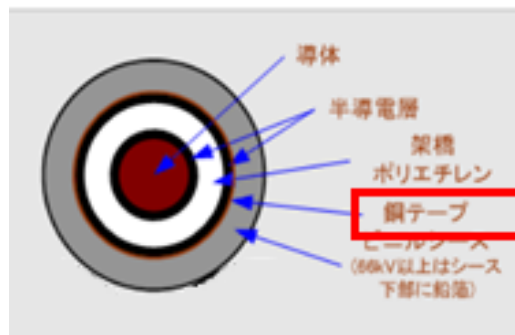 導体
半導電層
架橋
ポリエチレン
銅テープ
ビニルシース
(66kV以上はシース
下部に鉛箔)